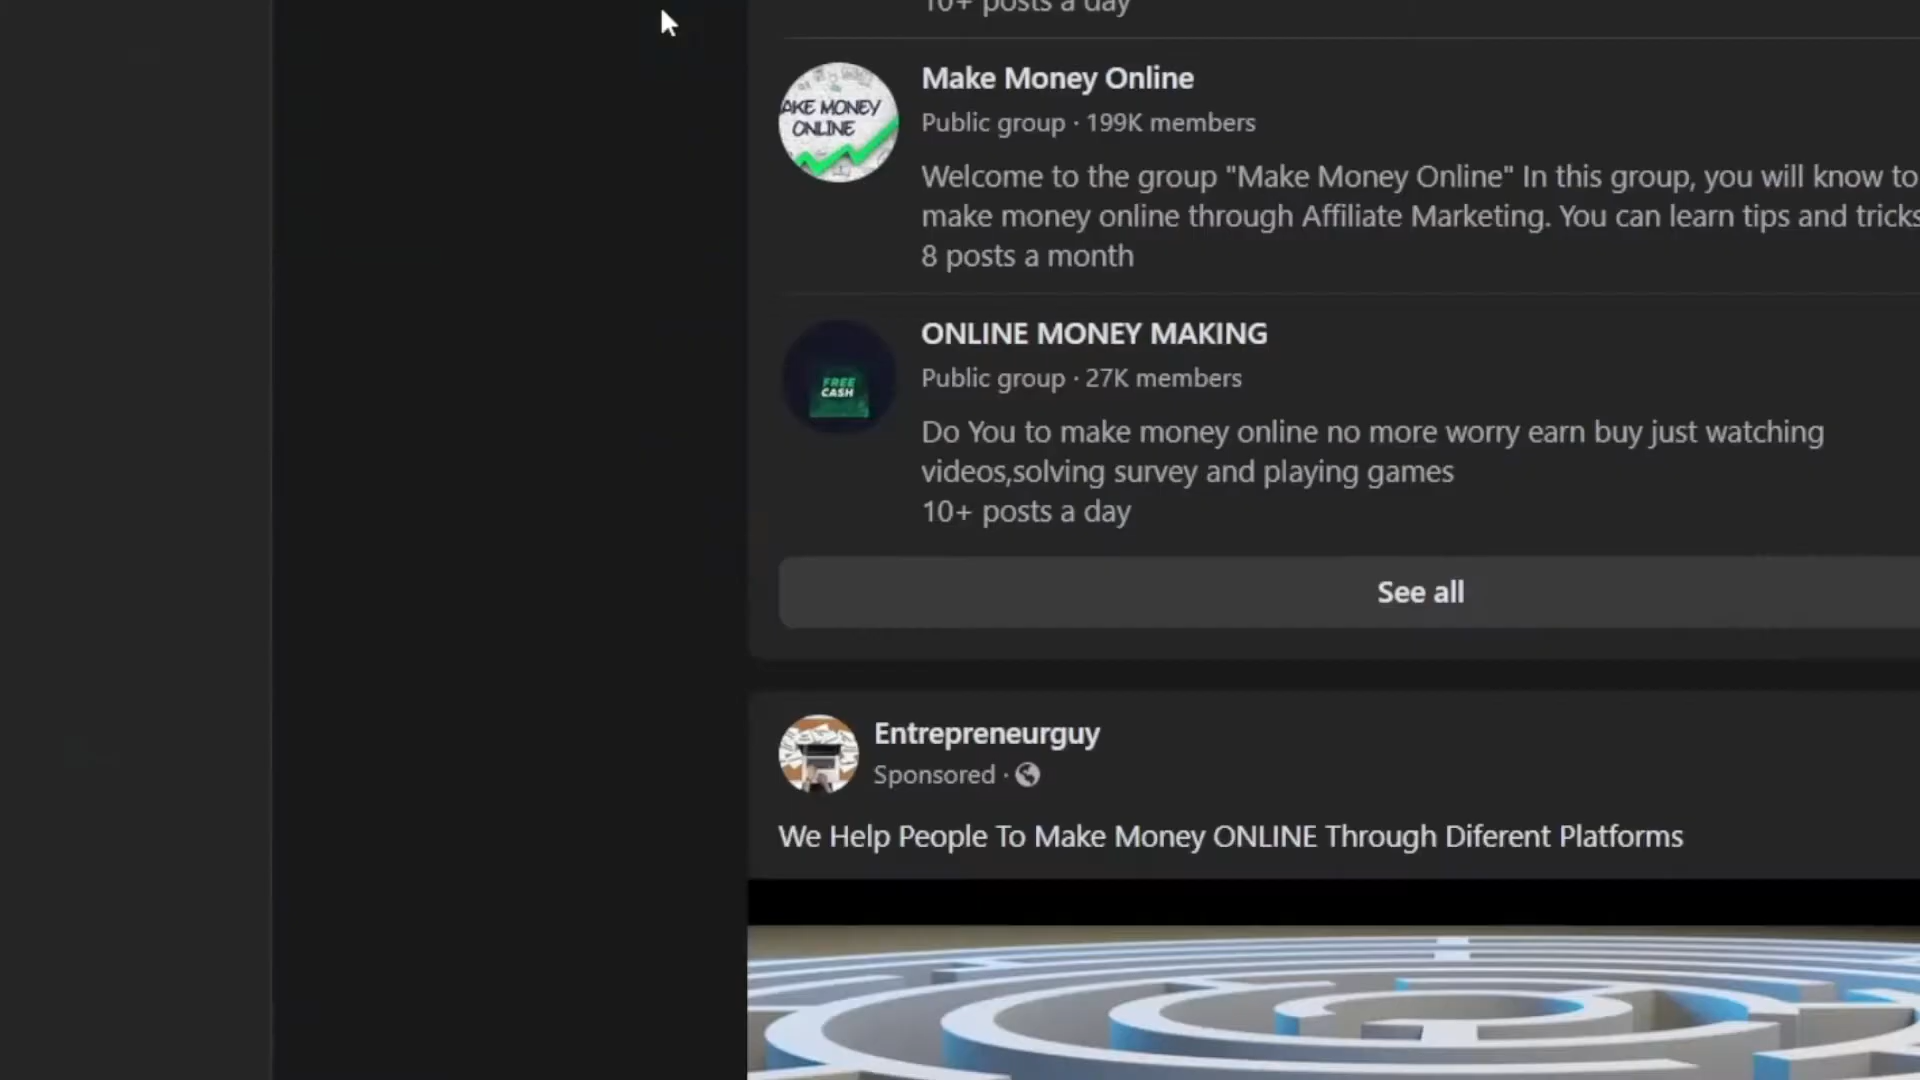 10+ posts a day
Make Money Online
AKE MONEY
ONLINE
Public group · 199K members
Welcome to the group "Make Money Online" In this group, you will know to
make money online through Affiliate Marketing. You can learn tips and tricks
8 posts a month
ONLINE MONEY MAKING
FREE
CASH
Public group · 27K members
Do You to make money online no more worry earn buy just watching
videos,solving survey and playing games
10+ posts a day
See all
Entrepreneurguy
Sponsored ·
We Help People To Make Money ONLINE Through Diferent Platforms